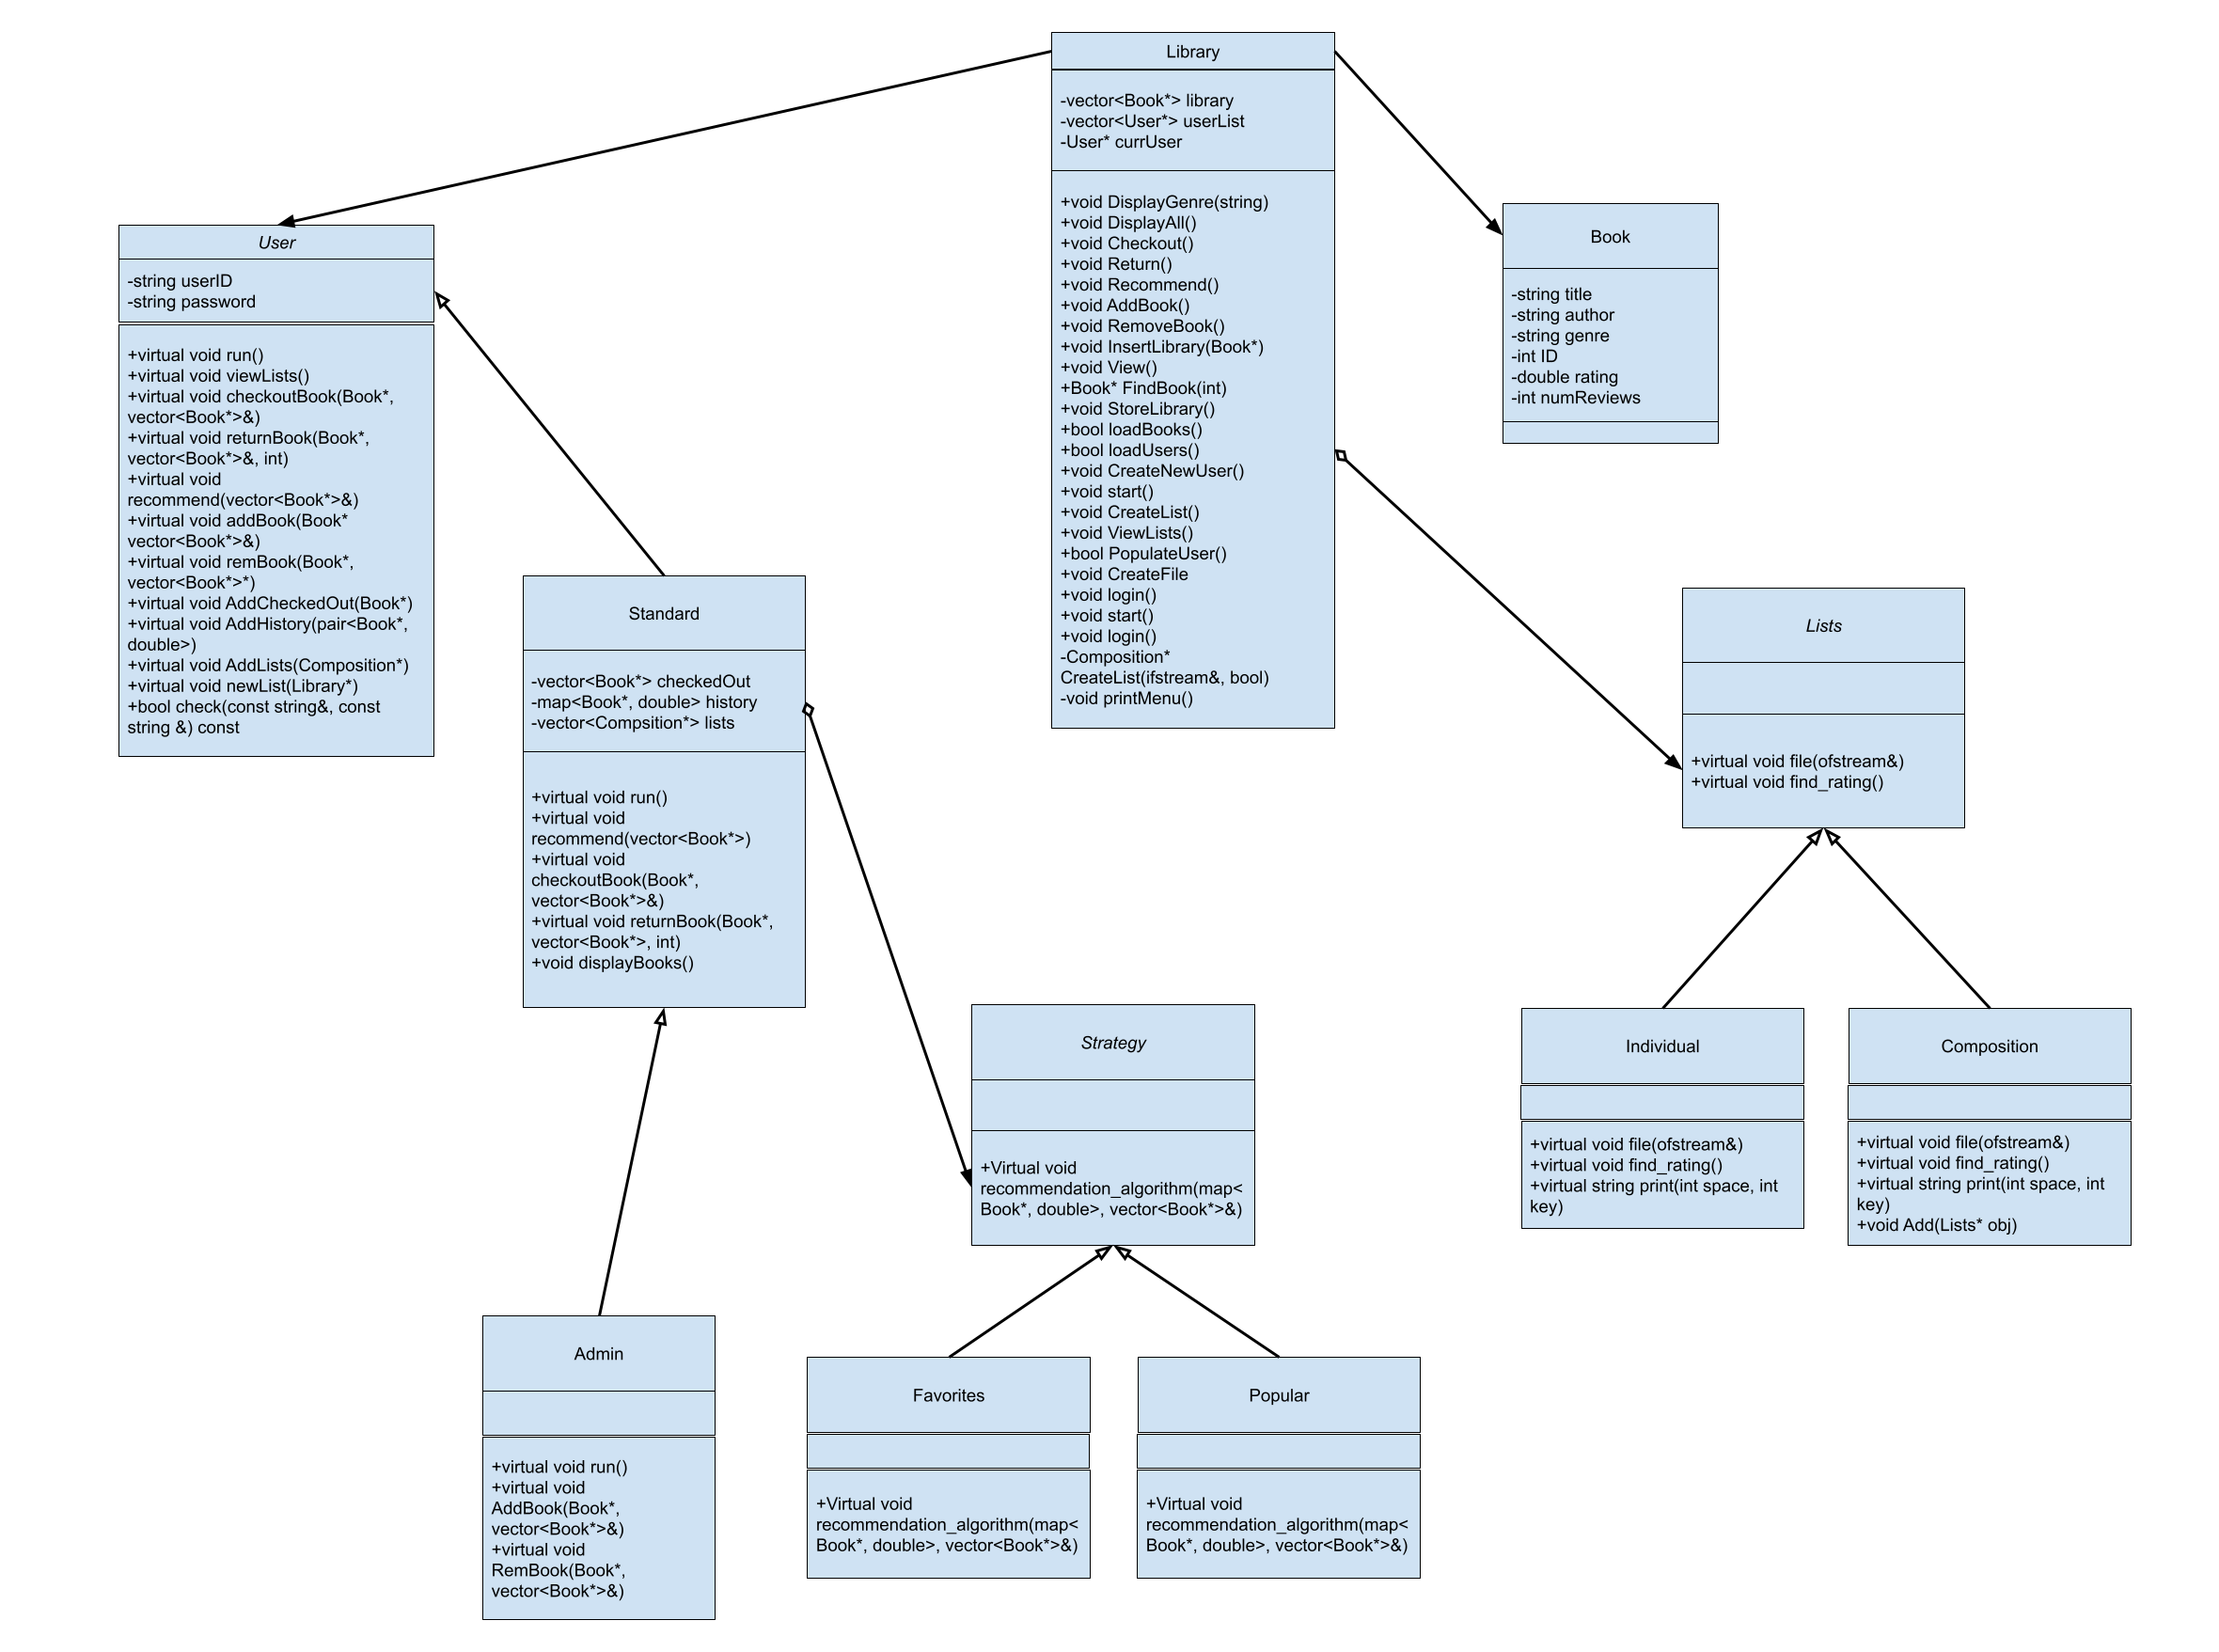 Library
-vector<Book*> library
-vector<User*> userList
-User* currUser
+void DisplayGenre(string)
+void DisplayAll()
+void Checkout()
+void Return()
+void Recommend()
+void AddBook()
+void RemoveBook()
+void InsertLibrary(Book*)
+void View()
+Book* FindBook(int)
+void StoreLibrary()
+bool loadBooks()
+bool loadUsers()
+void CreateNewUser()
+void start()
+void CreateList()
+void ViewLists()
+bool PopulateUser()
+void CreateFile
+void login()
+void start()
+void login()
-Composition*
CreateList(ifstream&, bool)
-void printMenu()
User
-string userID
-string password
+virtual void run()
+virtual void viewLists()
+virtual void checkoutBook(Book*,
vector<Book*>&)
+virtual void returnBook(Book*,
vector<Book*>&, int)
+virtual void
recommend(vector<Book*>&)
+virtual void addBook(Book*
vector<Book*>&)
+virtual void remBook(Book*,
vector<Book*>*)
+virtual void AddCheckedOut(Book*)
+virtual void AddHistory(pair<Book*,
double>)
+virtual void AddLists(Composition*)
+virtual void newList(Library*)
+bool check(const string&, const
string &) const
Book
-string title
-string author
-string genre
-int ID
-double rating
-int numReviews
Standard
-vector<Book*> checkedOut
-map<Book*, double> history
-vector<Compsition*> lists
+virtual void run()
+virtual void
recommend(vector<Book*>)
+virtual void
checkoutBook(Book*,
vector<Book*>&)
+virtual void returnBook(Book*,
vector<Book*>, int)
+void displayBooks()
Lists
+virtual void file(ofstream&)
+virtual void find_rating()
Strategy
+Virtual void
recommendation_algorithm(map<
Book*, double>, vector<Book*>&)
Individual
+virtual void file(ofstream&)
+virtual void find_rating()
+virtual string print(int space, int
key)
Composition
+virtual void file(ofstream&)
+virtual void find_rating()
+virtual string print(int space, int
key)
+void Add(Lists* obj)
Admin
+virtual void run()
+virtual void
AddBook(Book*,
vector<Book*>&)
+virtual void
RemBook(Book*,
vector<Book*>&)
Favorites
+Virtual void
recommendation_algorithm(map<
Book*, double>, vector<Book*>&)
Popular
+Virtual void
recommendation_algorithm(map<
Book*, double>, vector<Book*>&)